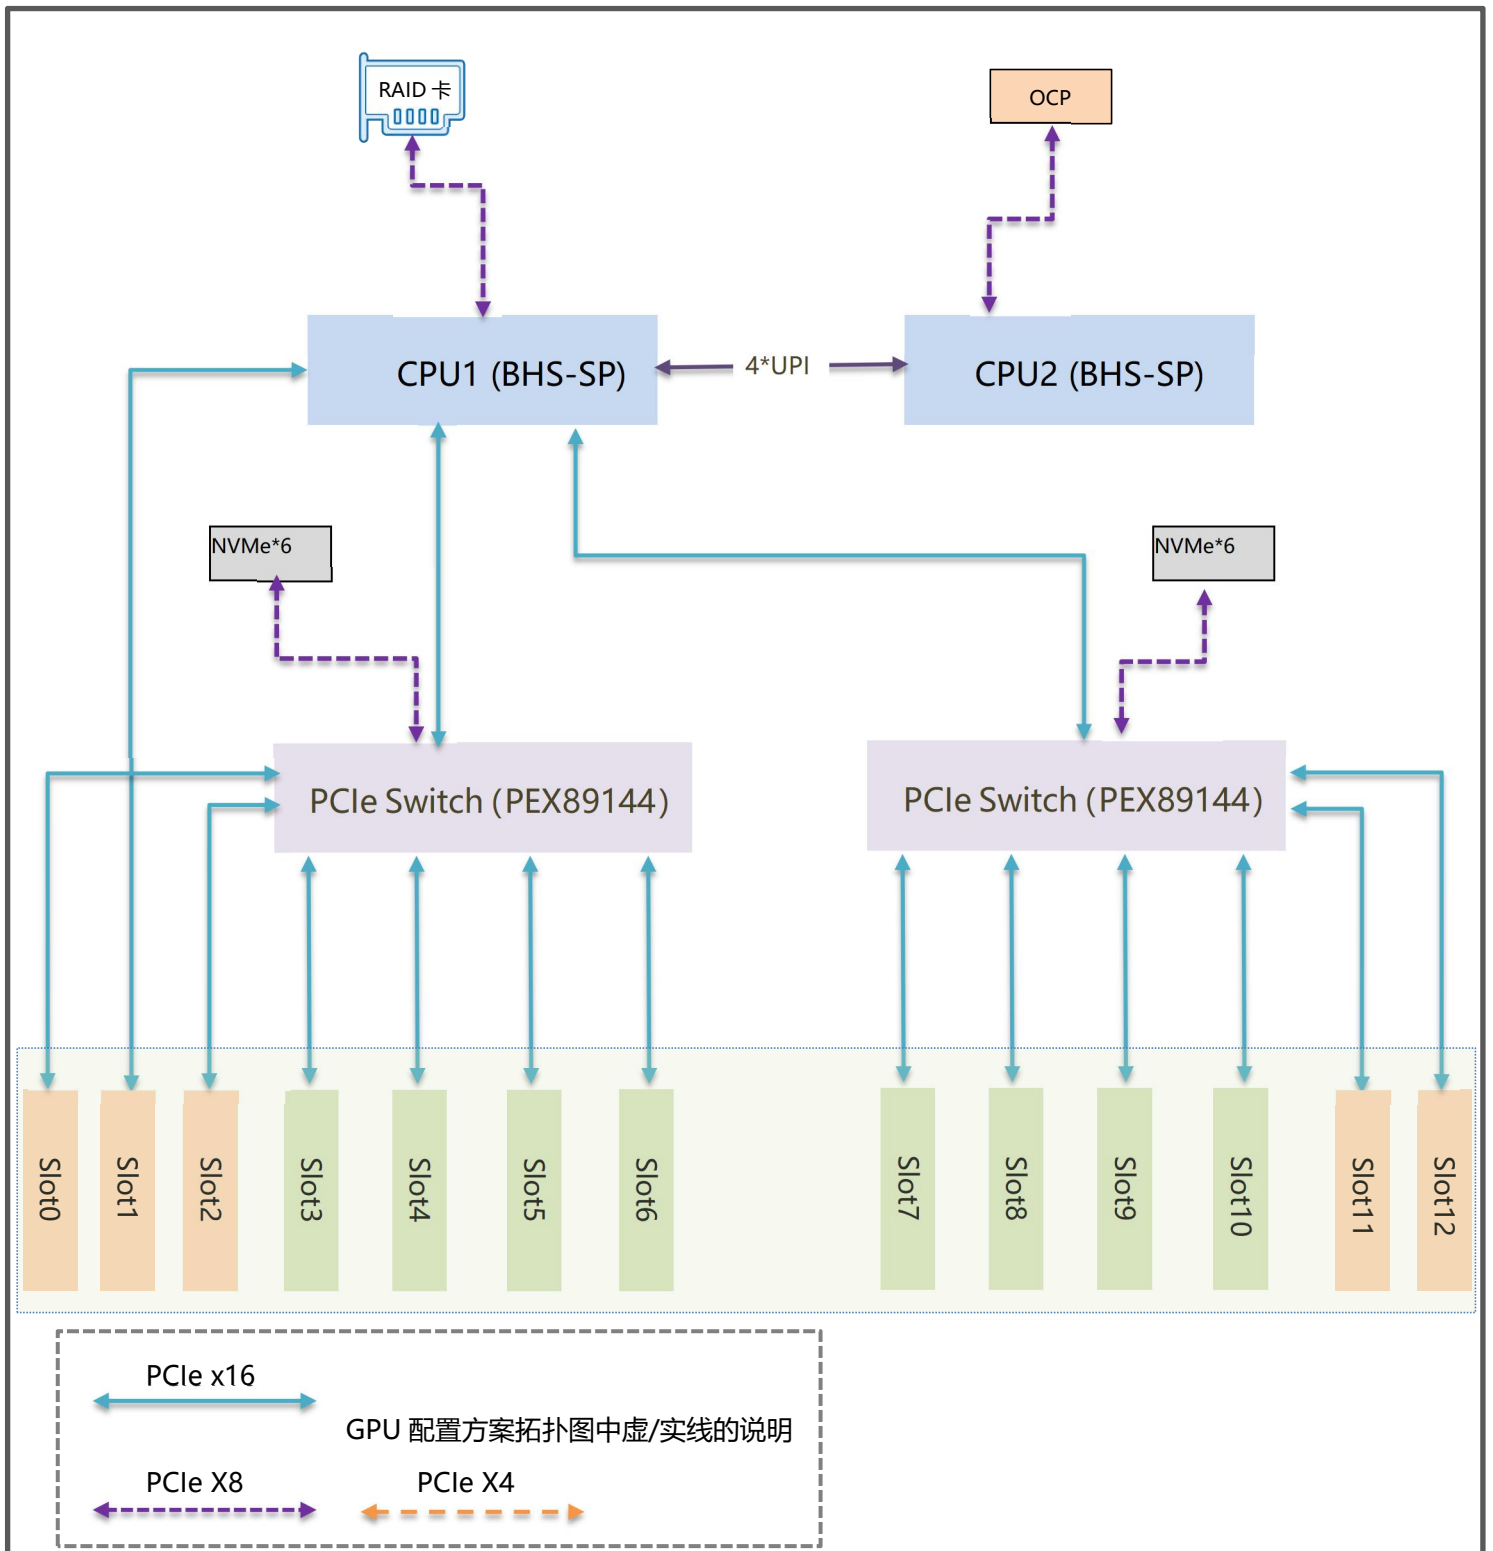 RAID 卡
OCP
CPU1 (BHS-SP)
4*UPI
CPU2 (BHS-SP)
NVMe*6
NVMe*6
PCIe Switch (PEX89144)
PCIe Switch (PEX89144)
Slot0
Slot1
Slot2
Slot3
Slot4
Slot5
Slot6
Slot7
Slot8
Slot9
Slot10
Slot11
Slot12
PCIe x16
GPU 配置方案拓扑图中虚/实线的说明
PCIe X8
PCIe X4